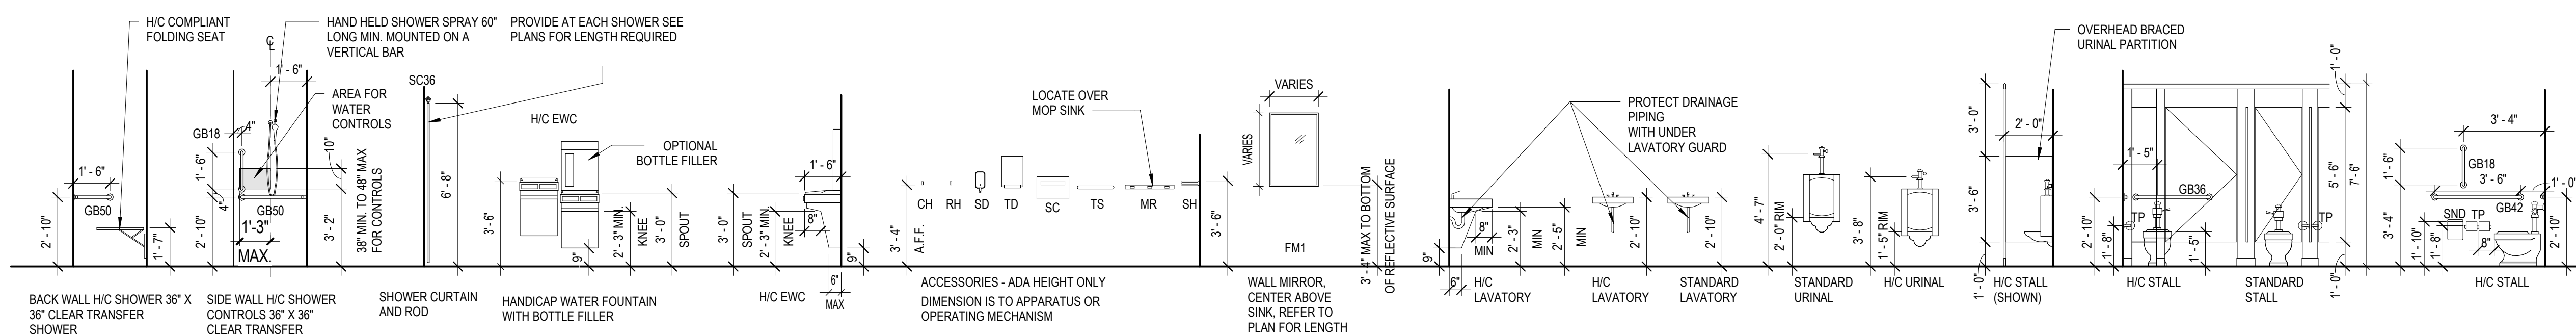 H/C COMPLIANT
FOLDING SEAT
1' - 6"
GB50
2' - 10"
1' - 7"
BACK WALL H/C SHOWER 36" X
36" CLEAR TRANSFER
SHOWER
HAND HELD SHOWER SPRAY 60"
LONG MIN. MOUNTED ON A
VERTICAL BAR
CL
1' - 6"
AREA FOR
WATER
CONTROLS
GB18
4"
1' - 6"
4"
2' - 10"
GB50
1'-3"
MAX.
10"
3' - 2"
38" MIN. TO 48" MAX
FOR CONTROLS
SIDE WALL H/C SHOWER
CONTROLS 36" X 36"
CLEAR TRANSFER
PROVIDE AT EACH SHOWER SEE
PLANS FOR LENGTH REQUIRED
SC36
6' - 8"
SHOWER CURTAIN
AND ROD
H/C EWC
OPTIONAL
BOTTLE FILLER
3' - 6"
9"
2' - 3" MIN.
KNEE
3' - 0"
SPOUT
HANDICAP WATER FOUNTAIN
WITH BOTTLE FILLER
1' - 6"
3' - 0"
SPOUT
2' - 3" MIN.
KNEE
8"
9"
6"
MAX
H/C EWC
LOCATE OVER
MOP SINK
3' - 4"
A.F.F.
CH
RH
SD
TD
SC
TS
MR
SH
3' - 6"
ACCESSORIES - ADA HEIGHT ONLY
DIMENSION IS TO APPARATUS OR
OPERATING MECHANISM
VARIES
VARIES
FM1
3' - 4" MAX TO BOTTOM
OF REFLECTIVE SURFACE
WALL MIRROR,
CENTER ABOVE
SINK, REFER TO
PLAN FOR LENGTH
PROTECT DRAINAGE
PIPING
WITH UNDER
LAVATORY GUARD
9"
6"
8"
MIN
2' - 3"
MIN
2' - 5"
MIN
2' - 10"
2' - 10"
H/C
LAVATORY
H/C
LAVATORY
STANDARD
LAVATORY
4' - 7"
2' - 0" RIM
STANDARD
URINAL
3' - 8"
1' - 5" RIM
H/C URINAL
OVERHEAD BRACED
URINAL PARTITION
3' - 0"
2' - 0"
3' - 6"
1' - 0"
H/C STALL
(SHOWN)
1' - 5"
GB36
2' - 10"
1' - 8"
TP
1' - 5"
H/C STALL
TP
1' - 0"
5' - 6"
7' - 6"
1' - 0"
STANDARD
STALL
3' - 4"
1' - 6"
GB18
3' - 6"
1' - 0"
GB42
3' - 4"
SND
TP
1' - 10"
1' - 8"
8"
2' - 10"
H/C STALL